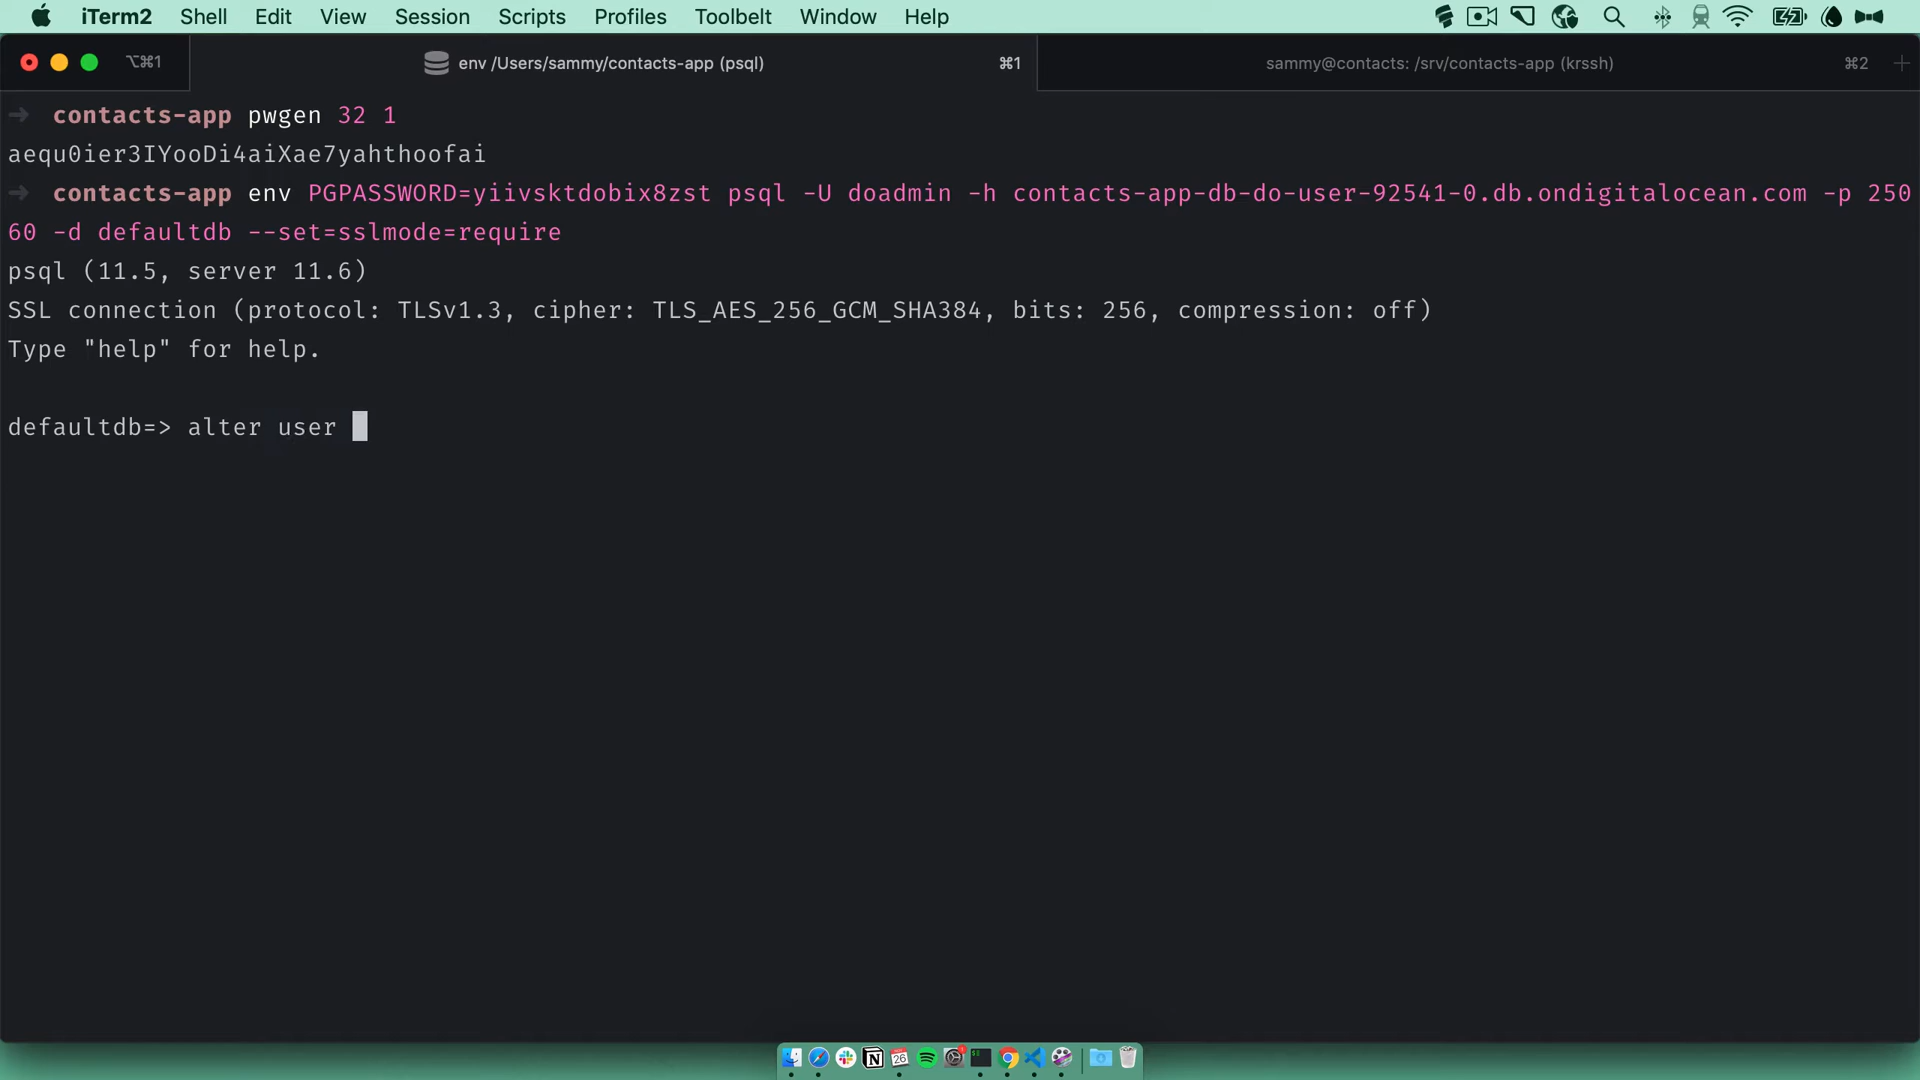 iTerm2 Shell Edit View Session Scripts Profiles Toolbelt Window Help
⌥⌘1 env /Users/sammy/contacts-app (psql) ⌘1 sammy@contacts: /srv/contacts-app (krssh) ⌘2 +
➜ contacts-app pwgen 32 1
aequ0ier3IYooDi4aiXae7yahthoofai
➜ contacts-app env PGPASSWORD=yiivsktdobix8zst psql -U doadmin -h contacts-app-db-do-user-92541-0.db.ondigitalocean.com -p 250
60 -d defaultdb --set=sslmode=require
psql (11.5, server 11.6)
SSL connection (protocol: TLSv1.3, cipher: TLS_AES_256_GCM_SHA384, bits: 256, compression: off)
Type "help" for help.
defaultdb=> alter user
26